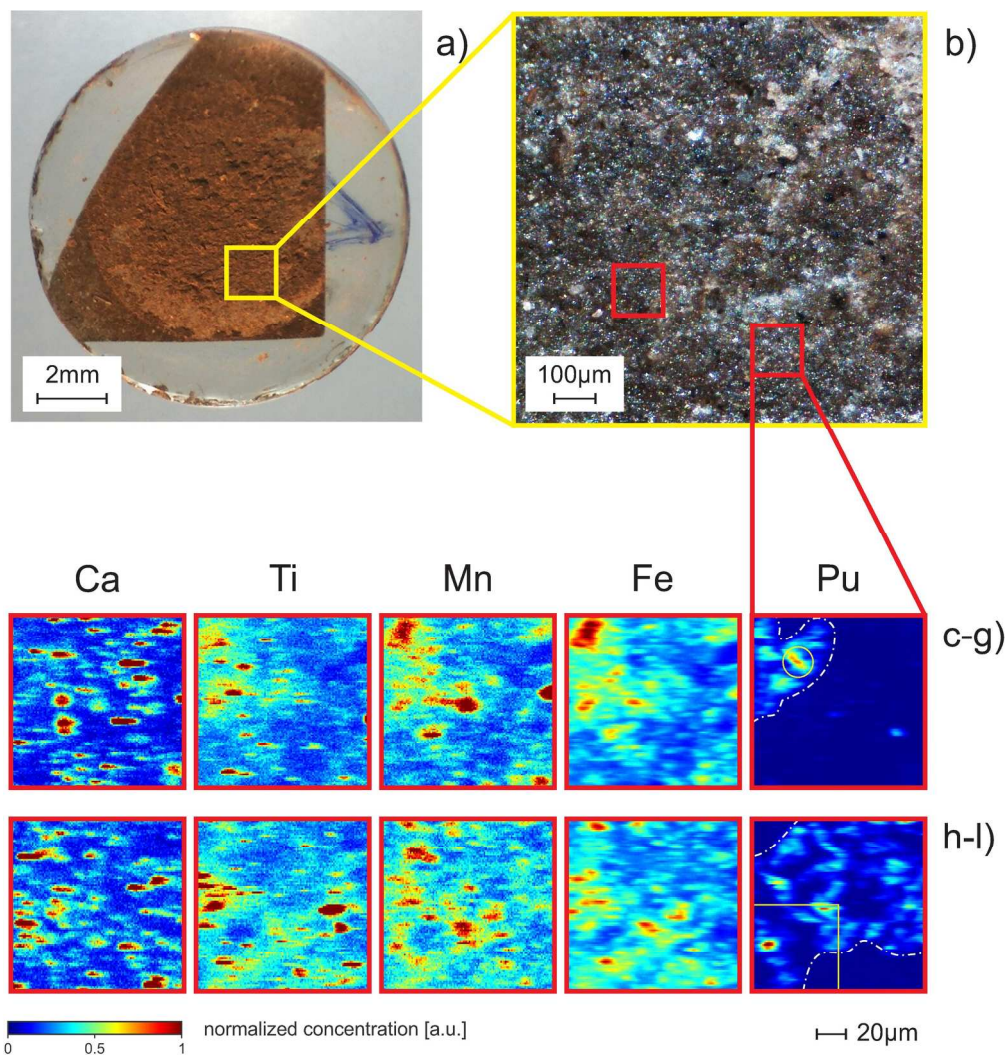 a)
b)
2mm
100µm
Ca
Ti
Mn
Fe
Pu
c-g)
h-l)
0
0.5
1
normalized concentration [a.u.]
20µm